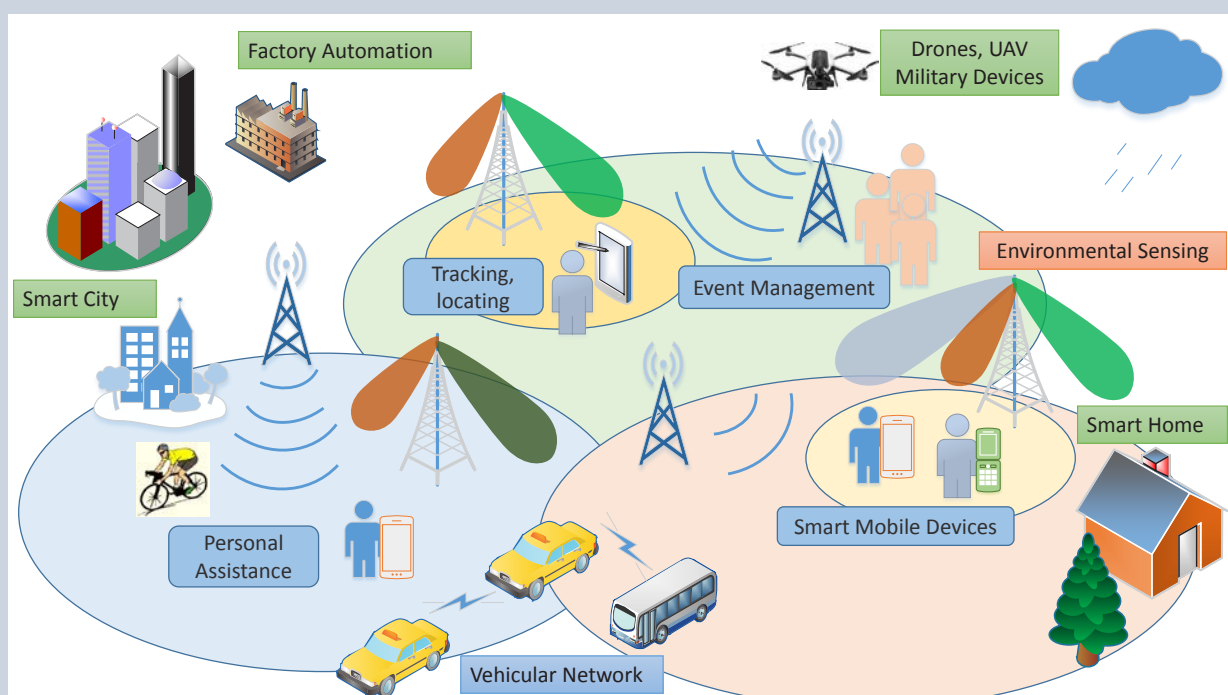 Factory Automation
Drones, UAV
Military Devices
Environmental Sensing
Tracking,
locating
Event Management
Smart City
Smart Home
Smart Mobile Devices
Personal
Assistance
Vehicular Network